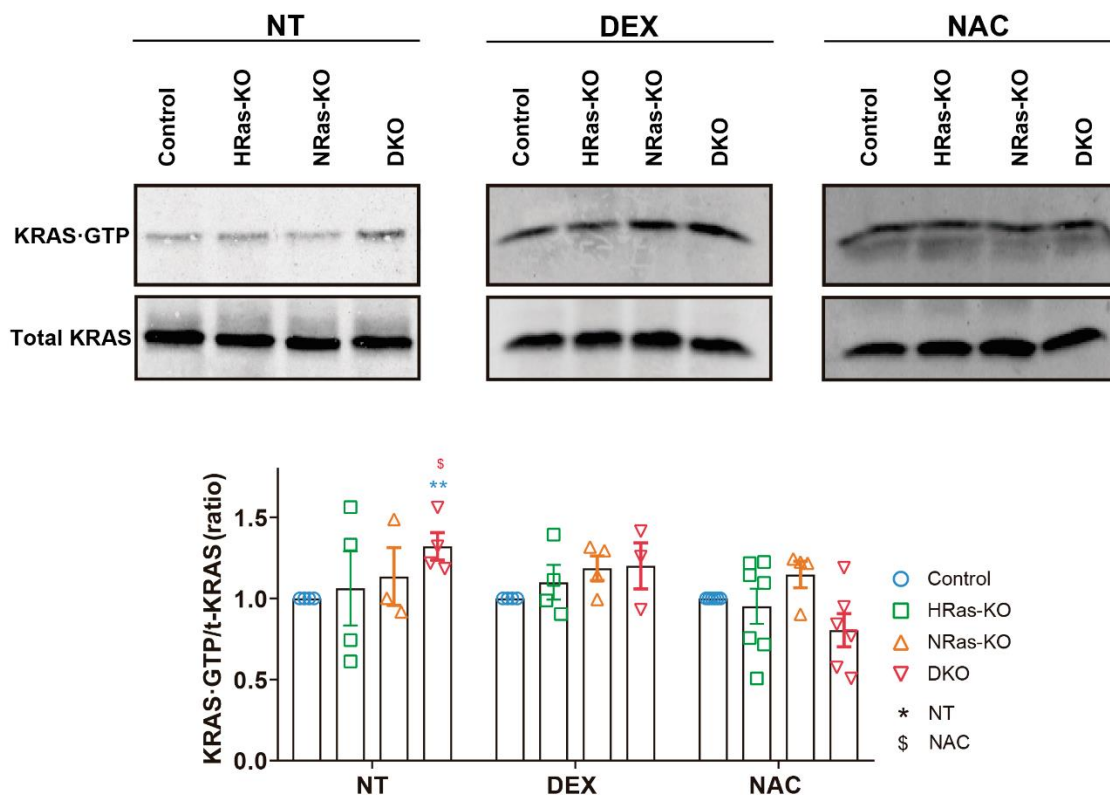 NT DEX NAC
Control HRas-KO NRas-KO DKO Control HRas-KO NRas-KO DKO Control HRas-KO NRas-KO DKO
KRAS·GTP
Total KRAS
KRAS·GTP/t-KRAS(ratio)
1.5
1.0
0.5
0.0
$
**
NT DEX NAC
Control
HRas-KO
NRas-KO
DKO
* NT
$ NAC